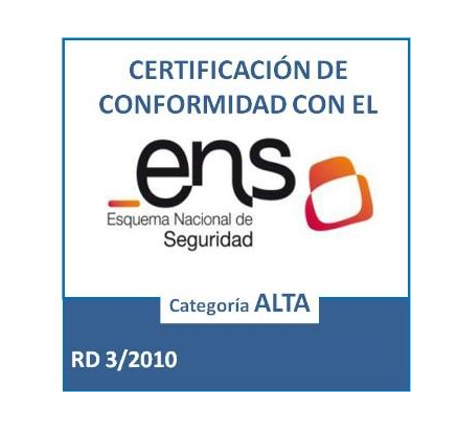 CERTIFICACIÓN DE
CONFORMIDAD CON EL
_ens
Esquema Nacional de
Seguridad
Categoría ALTA
RD 3/2010